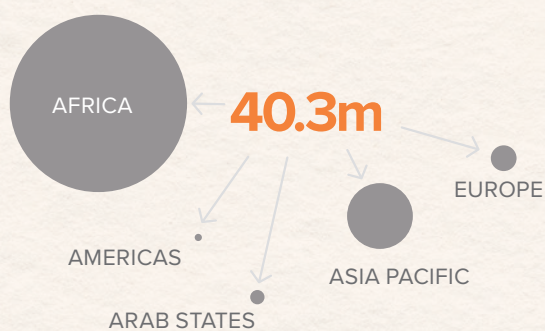 AFRICA
40.3m
EUROPE
AMERICAS
ASIA PACIFIC
ARAB STATES